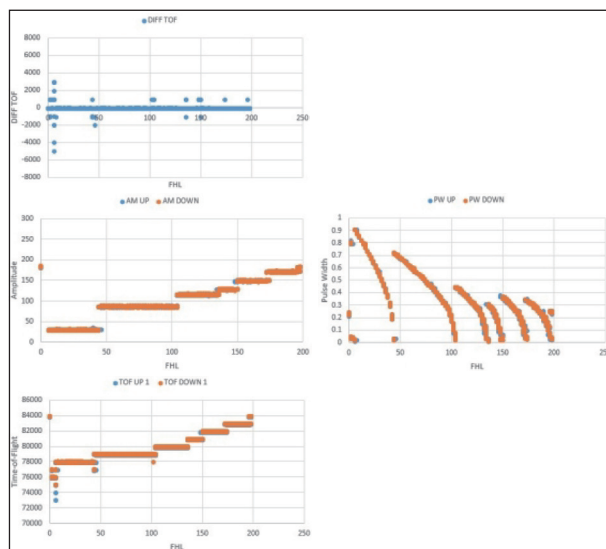 DIFF TOF
8000
6000
4000
2000
0
-2000
-4000
-6000
-8000
0 50 100 150 200 250
DIFF TOF
FHL
AM UP AM DOWN
300
250
200
150
100
50
0
0 50 100 150 200
Amplitude
FHL
PW UP PW DOWN
1
0.9
0.8
0.7
0.6
0.5
0.4
0.3
0.2
0.1
0
0 50 100 150 200 250
Pulse Width
FHL
TOF UP 1 TOF DOWN 1
86000
84000
82000
80000
78000
76000
74000
72000
70000
0 50 100 150 200 250
Time-of-Flight
FHL